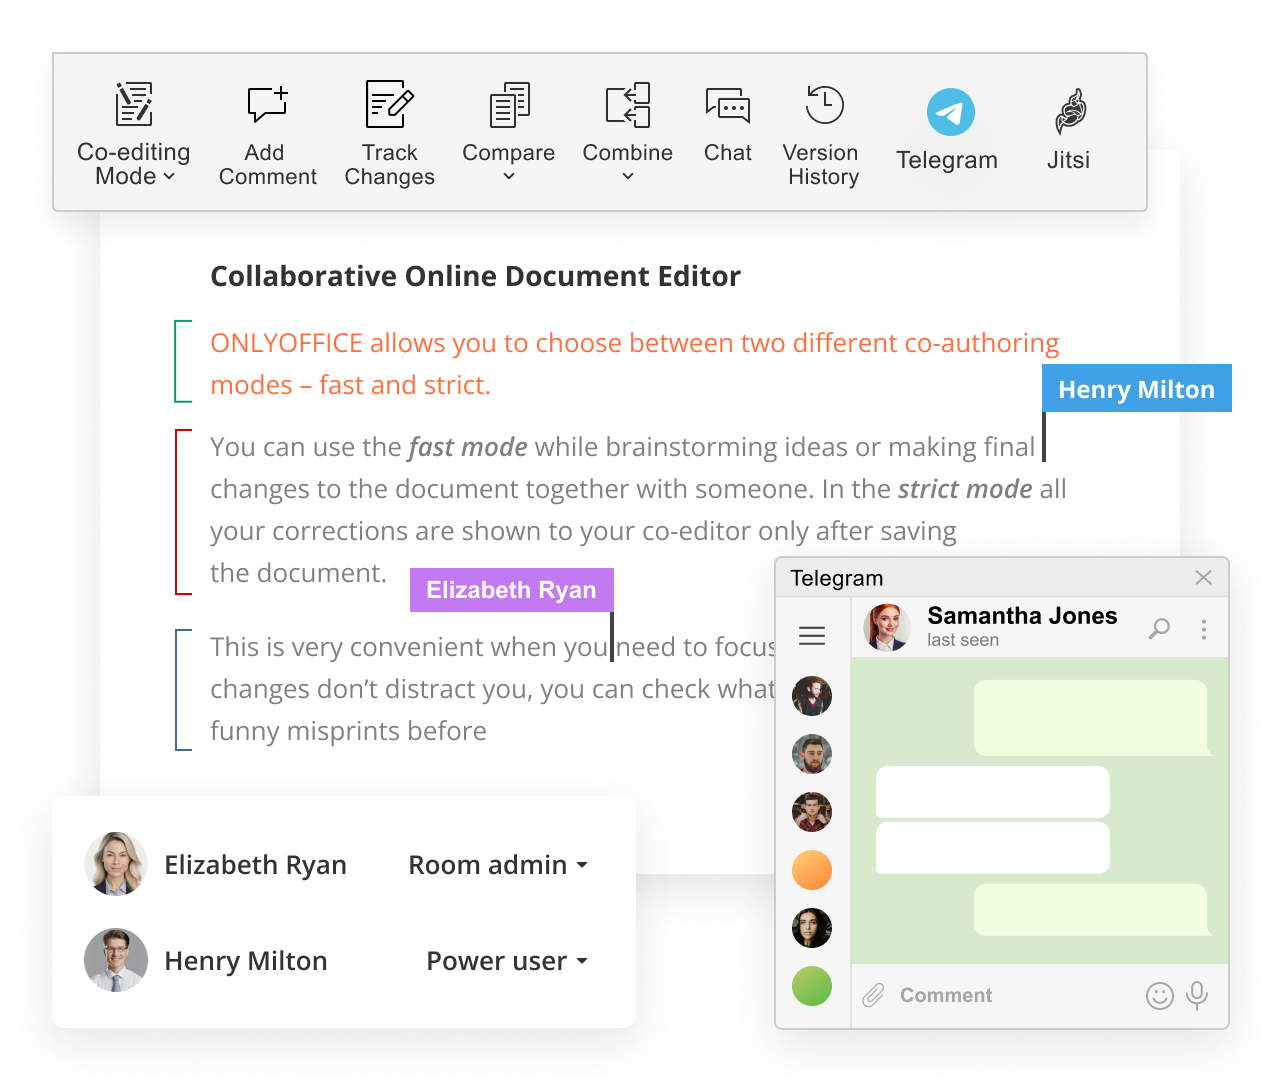 Co-editing Mode
Add Comment
Track Changes
Compare
Combine
Chat
Version History
Telegram
Jitsi
Collaborative Online Document Editor
ONLYOFFICE allows you to choose between two different co-authoring
modes – fast and strict.
Henry Milton
You can use the fast mode while brainstorming ideas or making final
changes to the document together with someone. In the strict mode all
your corrections are shown to your co-editor only after saving
the document.
Elizabeth Ryan
This is very convenient when you need to focus
changes don’t distract you, you can check what
funny misprints before
Telegram
Samantha Jones
last seen
Comment
Elizabeth Ryan
Room admin
Henry Milton
Power user